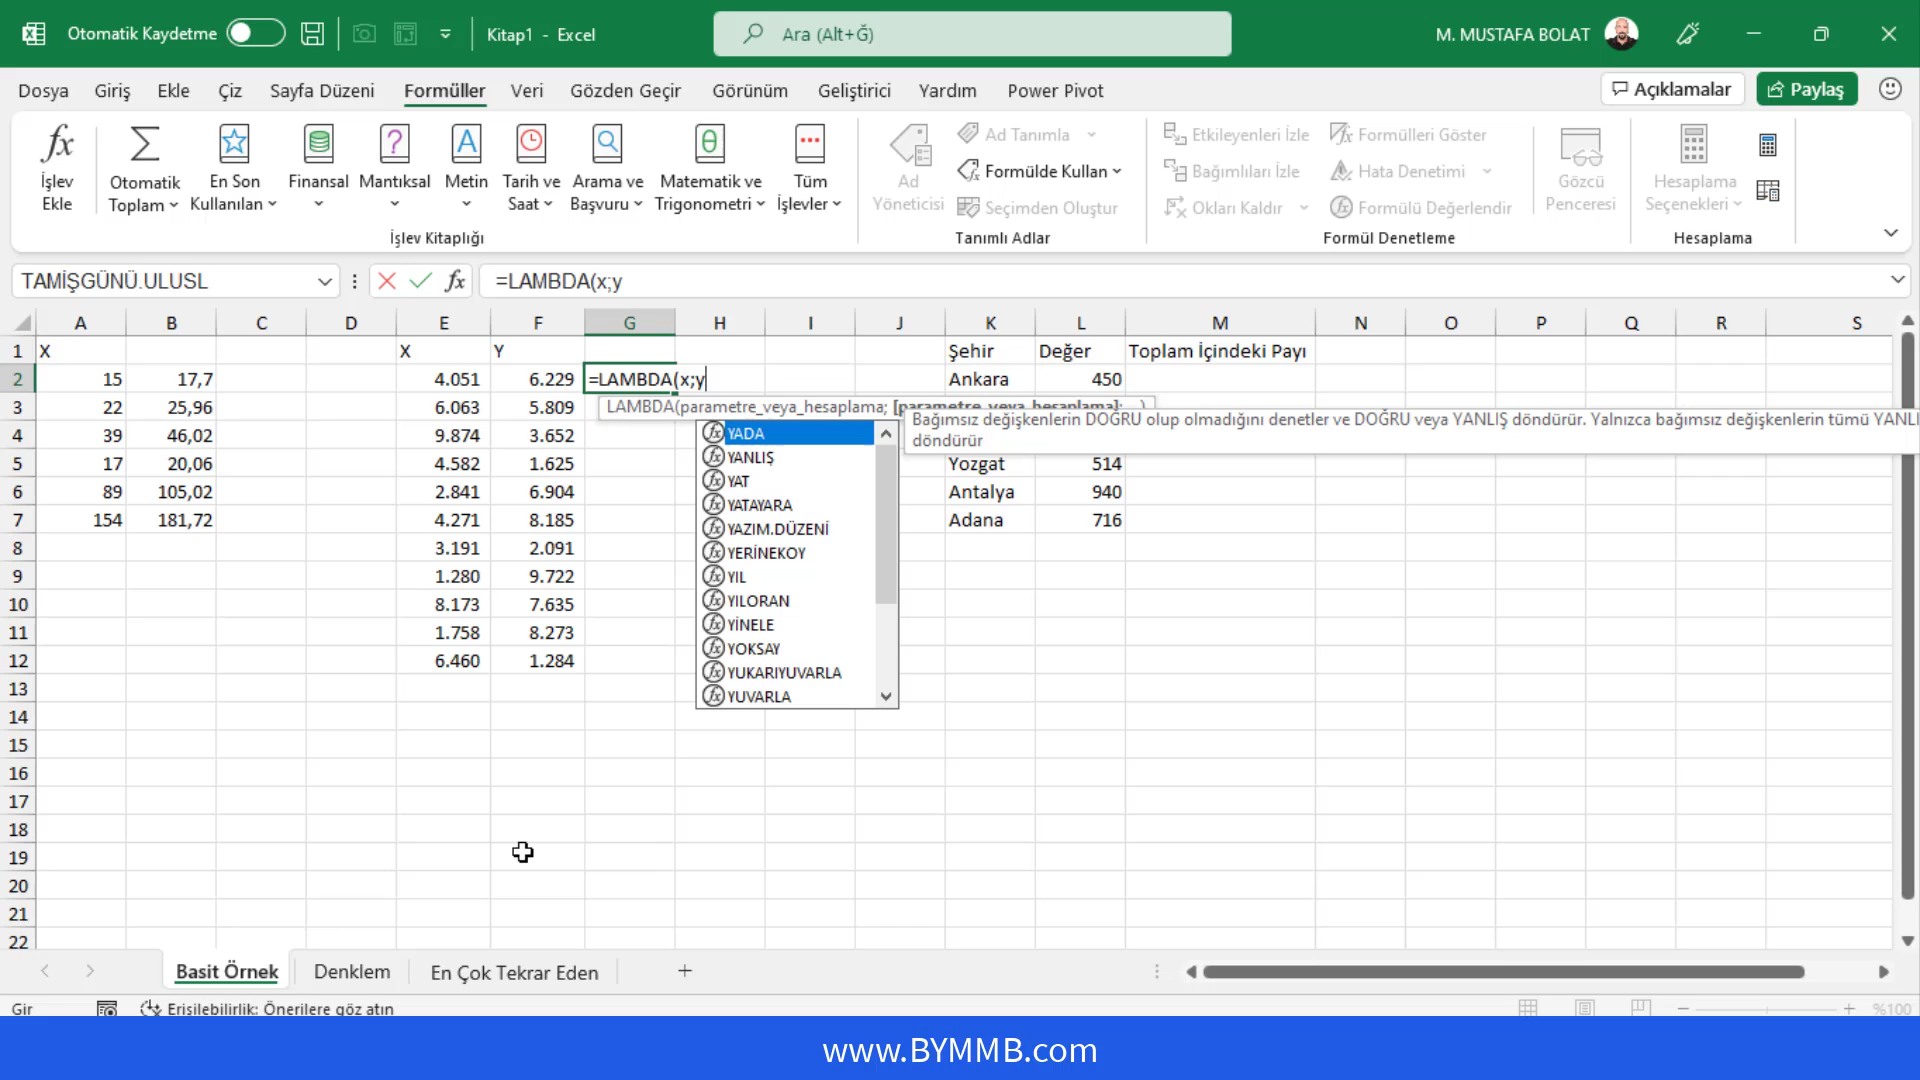 Otomatik Kaydetme Kitap1 - Excel Ara (Alt+Ğ) M. MUSTAFA BOLAT
Dosya Giriş Ekle Çiz Sayfa Düzeni Formüller Veri Gözden Geçir Görünüm Geliştirici Yardım Power Pivot Açıklamalar Paylaş
İşlev Ekle
Otomatik Toplam
En Son Kullanılan
Finansal
Mantıksal
Metin
Tarih ve Saat
Arama ve Başvuru
Matematik ve Trigonometri
Tüm İşlevler
İşlev Kitaplığı
Ad Yöneticisi
Ad Tanımla
Formülde Kullan
Seçimden Oluştur
Tanımlı Adlar
Etkileyenleri İzle
Bağımlıları İzle
Okları Kaldır
Formülleri Göster
Hata Denetimi
Formülü Değerlendir
Formül Denetleme
Gözcü Penceresi
Hesaplama Seçenekleri
Hesaplama
TAMİŞGÜNÜ.ULUSL fx =LAMBDA(x;y
A B C D E F G H I J K L M N O P Q R S
1 X X Y Şehir Değer Toplam İçindeki Payı
2 15 17,7 4.051 6.229 =LAMBDA(x;y Ankara 450
3 22 25,96 6.063 5.809
LAMBDA(parametre_veya_hesaplama; [parametre_veya_hesaplama]; ...)
Bağımsız değişkenlerin DOĞRU olup olmadığını denetler ve DOĞRU veya YANLIŞ döndürür. Yalnızca bağımsız değişkenlerin tümü YANLI
döndürür
4 39 46,02 9.874 3.652
5 17 20,06 4.582 1.625 Yozgat 514
6 89 105,02 2.841 6.904 Antalya 940
7 154 181,72 4.271 8.185 Adana 716
8 3.191 2.091
9 1.280 9.722
10 8.173 7.635
11 1.758 8.273
12 6.460 1.284
13
14
15
16
17
18
19
20
21
22
YADA
YANLIŞ
YAT
YATAYARA
YAZIM.DÜZENİ
YERİNEKOY
YIL
YILORAN
YİNELE
YOKSAY
YUKARIYUVARLA
YUVARLA
Basit Örnek Denklem En Çok Tekrar Eden
Gir Erişilebilirlik: Önerilere göz atın %100
www.BYMMB.com